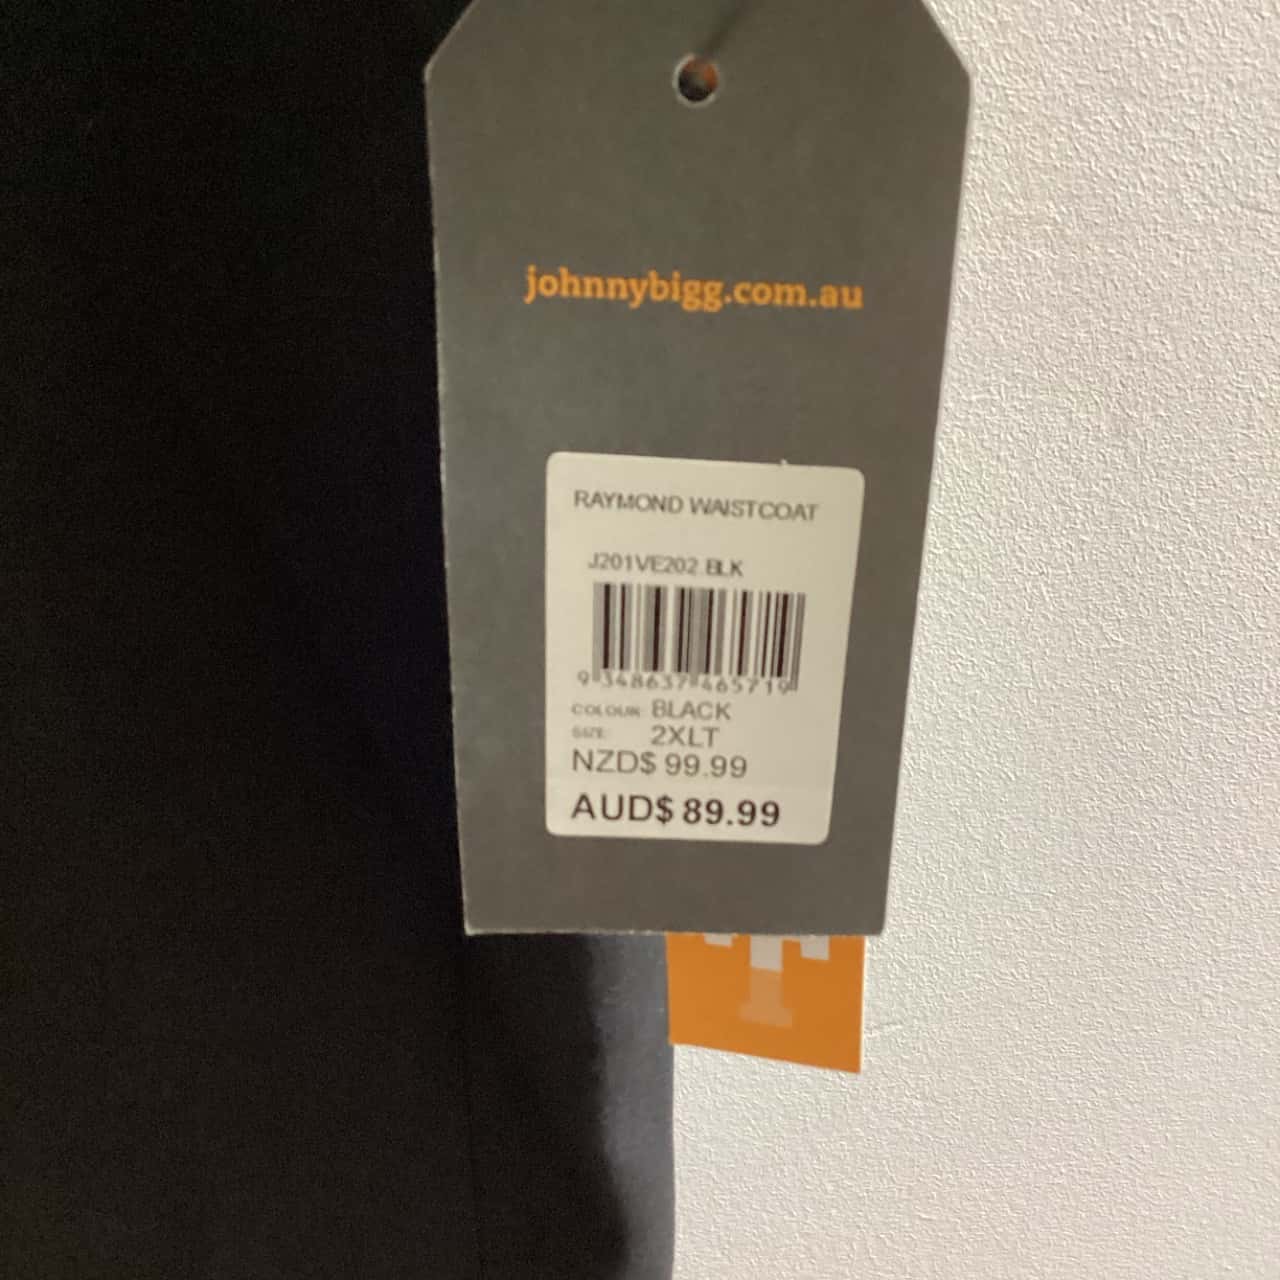 johnnybigg.com.au
RAYMOND WAISTCOAT
J201VE202 BLK
9 348637 465719
COLOUR: BLACK
SIZE: 2XLT
NZD$ 99.99
AUD$ 89.99